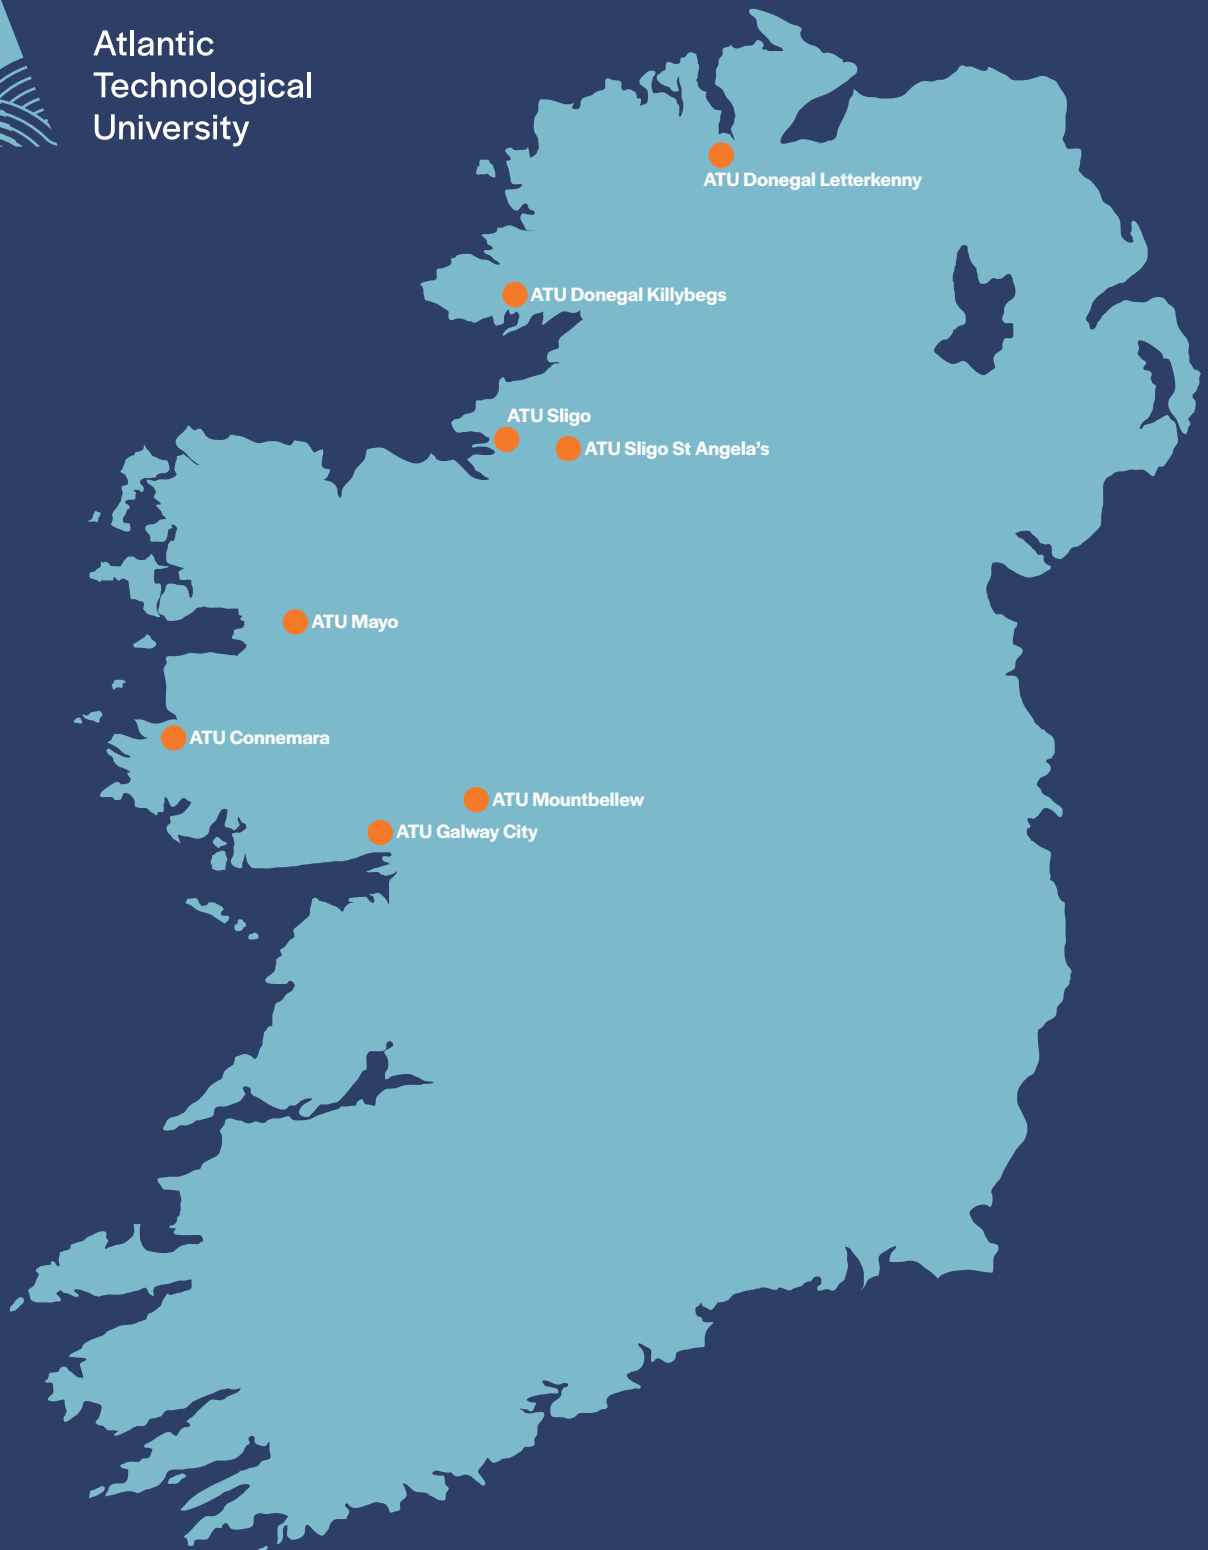 Atlantic
Technological
University
ATU Donegal Letterkenny
ATU Donegal Killybegs
ATU Sligo
ATU Sligo St Angela’s
ATU Mayo
ATU Connemara
ATU Mountbellew
ATU Galway City